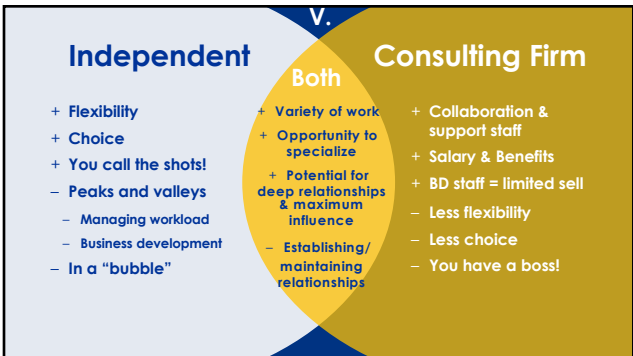 V.
Independent
Both
Consulting Firm
+ Flexibility
+ Choice
+ You call the shots!
– Peaks and valleys
– Managing workload
– Business development
– In a “bubble”
+ Variety of work
+ Opportunity to
specialize
+ Potential for
deep relationships
& maximum
influence
– Establishing/
maintaining
relationships
+ Collaboration &
support staff
+ Salary & Benefits
+ BD staff = limited sell
– Less flexibility
– Less choice
– You have a boss!